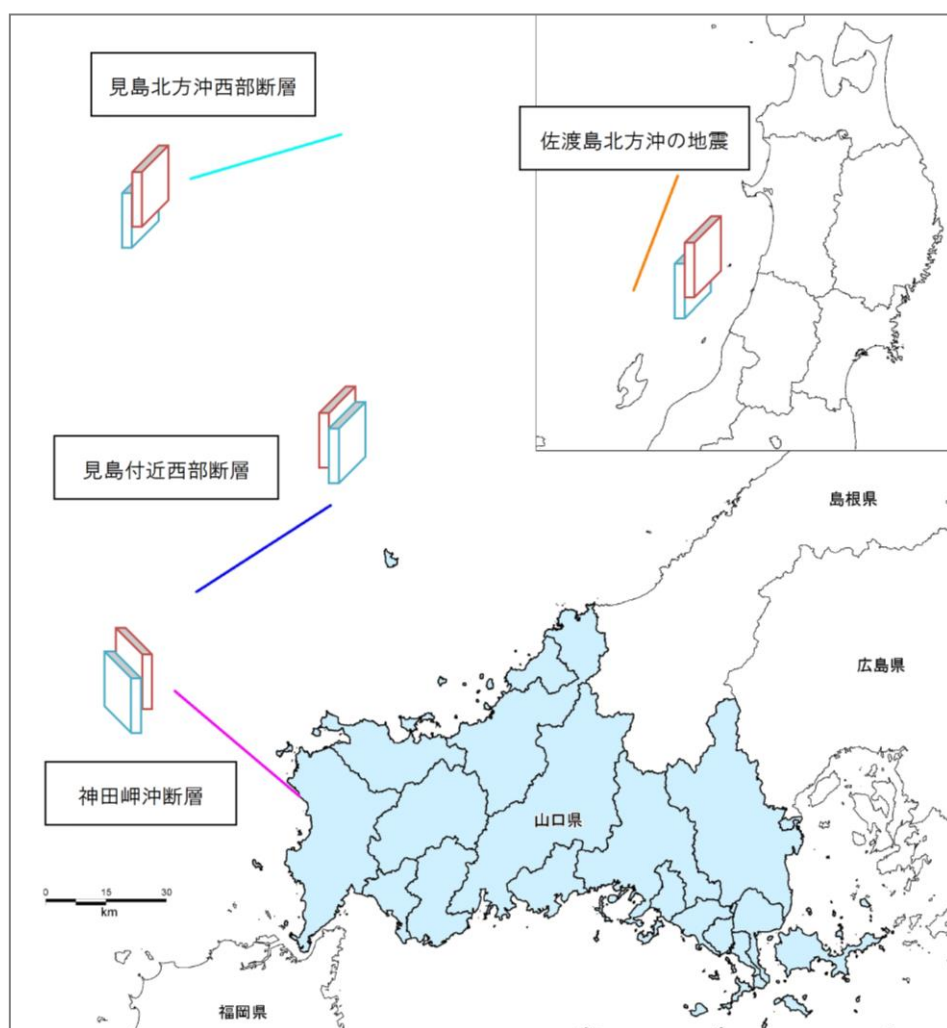 見島北方沖西部断層
佐渡島北方沖の地震
見島付近西部断層
島根県
広島県
神田岬沖断層
山口県
0 15 30
km
福岡県